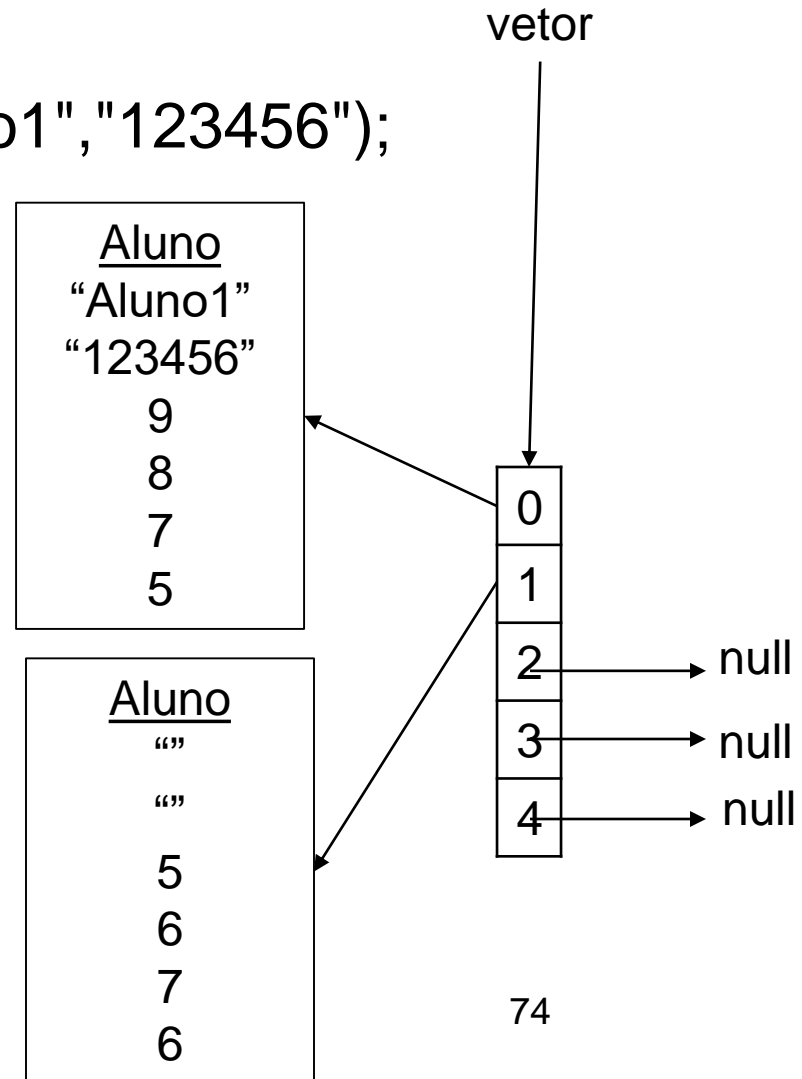 vetor
o1","123456");
Aluno
“Aluno1”
“123456”
9
8
7
5
0
1
2
3
4
null
null
null
Aluno
“”
“”
5
6
7
6
74